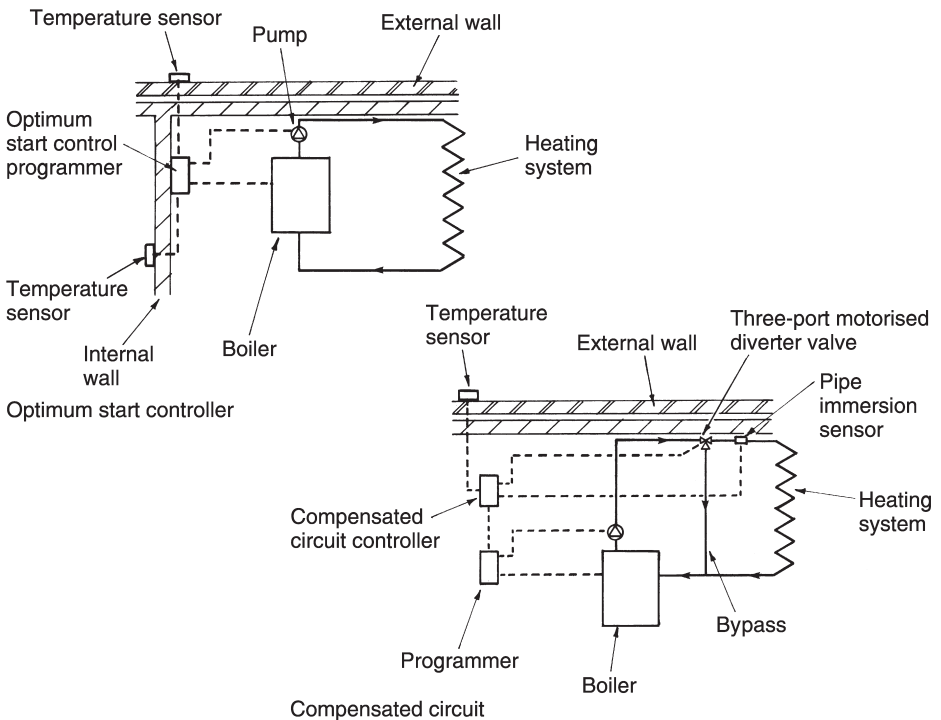 Temperature sensor
Pump
External wall
Optimum
start control
programmer
Heating
system
Temperature
sensor
Internal
wall
Boiler
Optimum start controller
Temperature
sensor
External wall
Three-port motorised
diverter valve
Pipe
immersion
sensor
Compensated
circuit controller
Heating
system
Bypass
Programmer
Boiler
Compensated circuit